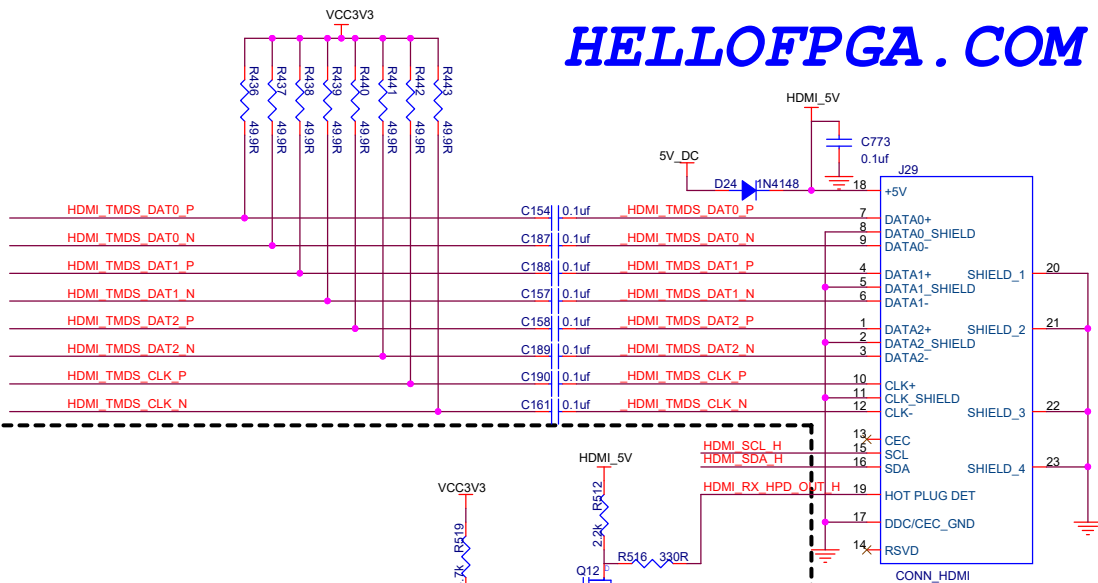 VCC3V3
HELLOFPGA.COM
R436
R437
R438
R439
R440
R441
R442
R443
49.9R
49.9R
49.9R
49.9R
49.9R
49.9R
49.9R
49.9R
HDMI_5V
C773
0.1uf
5V_DC
D24
1N4148
J29
18
+5V
HDMI_TMDS_DAT0_P
C154
0.1uf
_HDMI_TMDS_DAT0_P
7
DATA0+
8
DATA0_SHIELD
HDMI_TMDS_DAT0_N
C187
0.1uf
_HDMI_TMDS_DAT0_N
9
DATA0-
HDMI_TMDS_DAT1_P
C188
0.1uf
_HDMI_TMDS_DAT1_P
4
DATA1+
SHIELD_1
20
5
DATA1_SHIELD
HDMI_TMDS_DAT1_N
C157
0.1uf
_HDMI_TMDS_DAT1_N
6
DATA1-
HDMI_TMDS_DAT2_P
C158
0.1uf
_HDMI_TMDS_DAT2_P
1
DATA2+
SHIELD_2
21
2
DATA2_SHIELD
HDMI_TMDS_DAT2_N
C189
0.1uf
_HDMI_TMDS_DAT2_N
3
DATA2-
HDMI_TMDS_CLK_P
C190
0.1uf
_HDMI_TMDS_CLK_P
10
CLK+
11
CLK_SHIELD
HDMI_TMDS_CLK_N
C161
0.1uf
_HDMI_TMDS_CLK_N
12
CLK-
SHIELD_3
22
13
CEC
HDMI_SCL_H
15
SCL
HDMI_SDA_H
16
SDA
SHIELD_4
23
HDMI_RX_HPD_OUT_H
19
HOT PLUG DET
17
DDC/CEC_GND
14
RSVD
CONN_HDMI
HDMI_5V
VCC3V3
R512
2.2k
R519
R516
330R
Q12